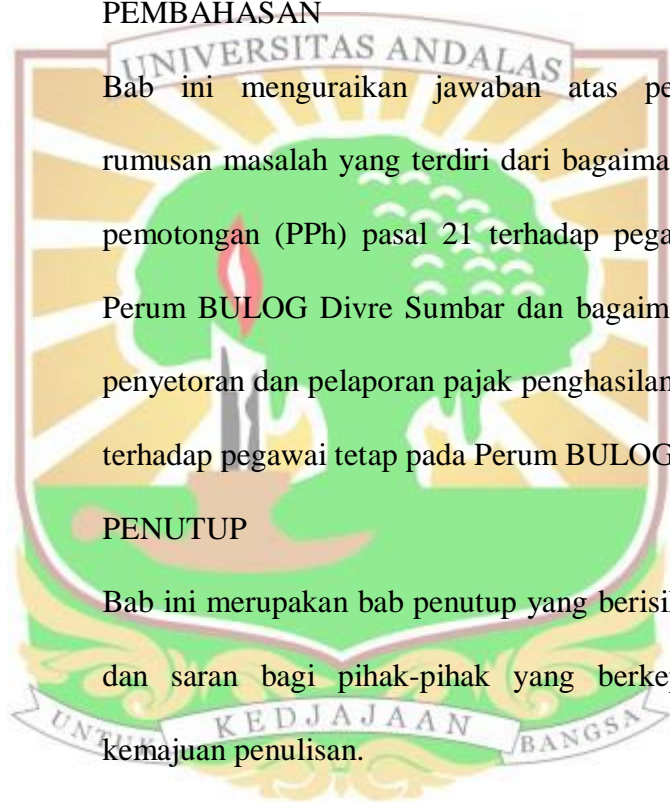 PEMBAHASAN
UNIVERSITAS ANDALAS
Bab ini menguraikan jawaban atas pe
rumusan masalah yang terdiri dari bagaima
pemotongan (PPh) pasal 21 terhadap pega
Perum BULOG Divre Sumbar dan bagaim
penyetoran dan pelaporan pajak penghasilan
terhadap pegawai tetap pada Perum BULOG
PENUTUP
Bab ini merupakan bab penutup yang berisi
dan saran bagi pihak-pihak yang berke
UNTUK KEDJAJAAN BANGSA
kemajuan penulisan.